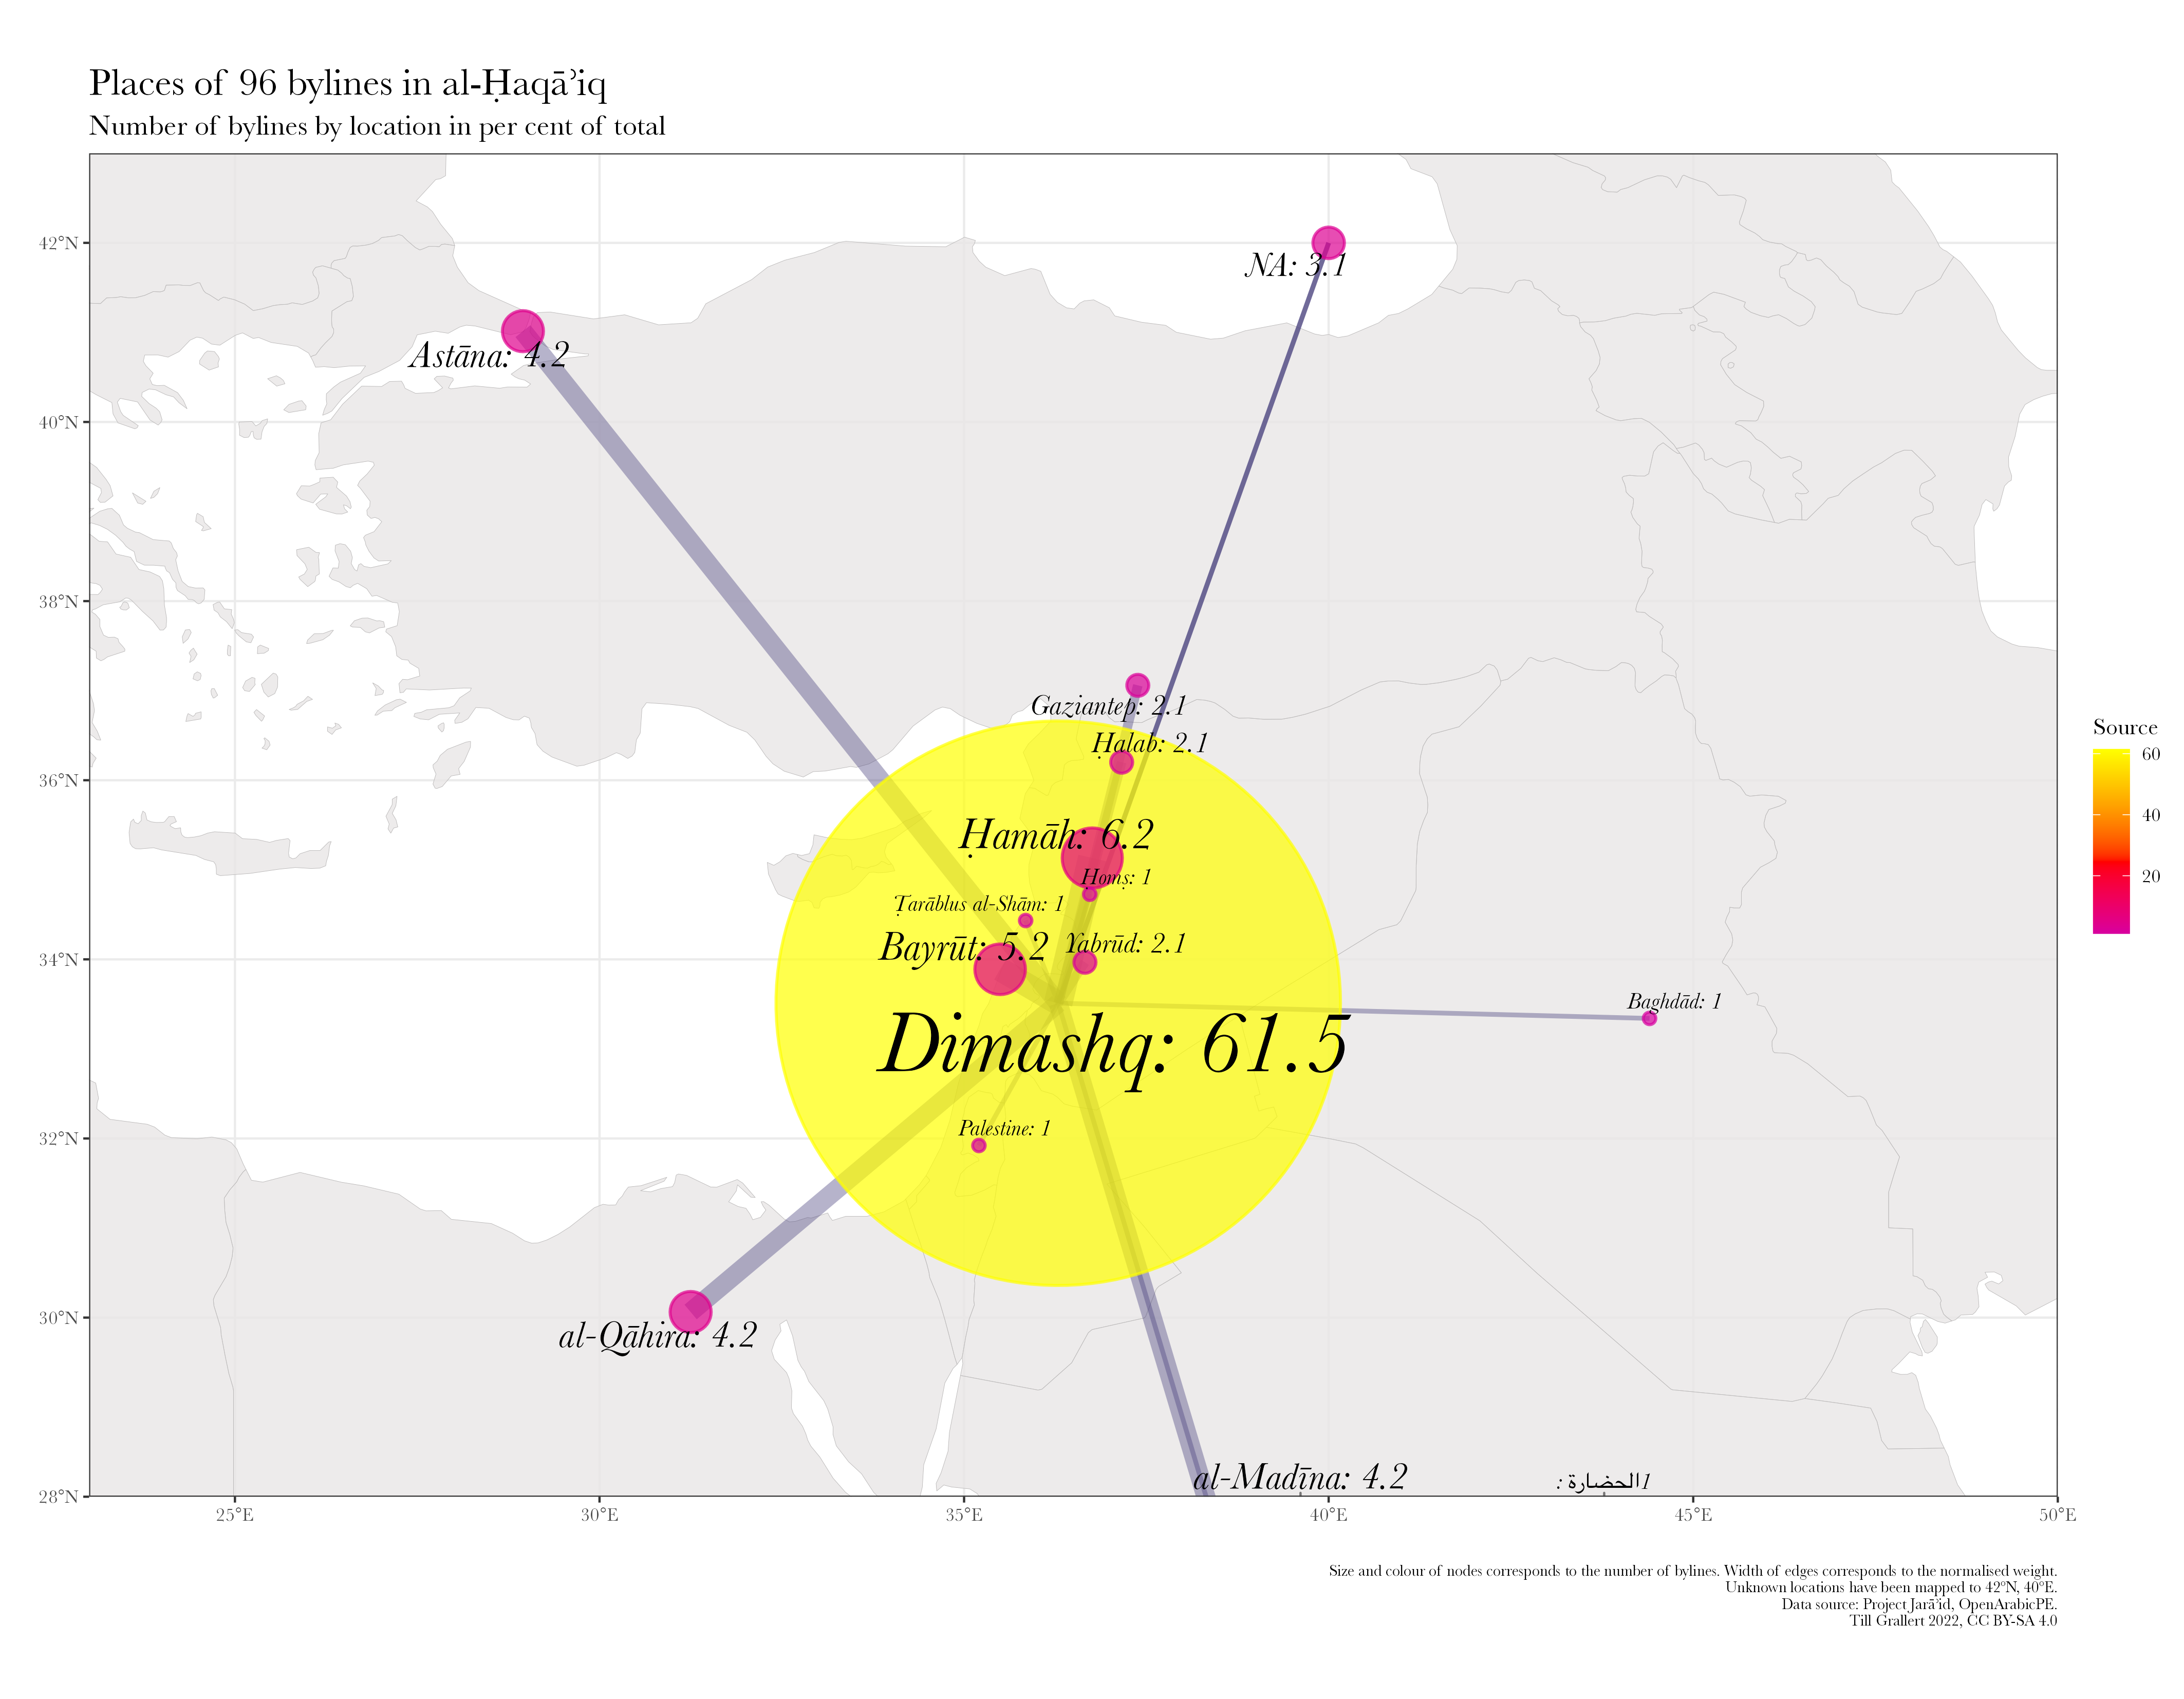 Places of 96 bylines in al-Ḥaqāʾiq
Number of bylines by location in per cent of total
42°N
40°N
38°N
36°N
34°N
32°N
30°N
28°N
NA: 3.1
Astāna: 4.2
Gaziantep: 2.1
Ḥalab: 2.1
Ḥamāh: 6.2
Ḥomṣ: 1
Ṭarāblus al-Shām: 1
Bayrūt: 5.2
Yabrūd: 2.1
Baghdād: 1
Dimashq: 61.5
Palestine: 1
al-Qāhira: 4.2
al-Madīna: 4.2
الحضارة: 1
25°E
30°E
35°E
40°E
45°E
50°E
Source
60
40
20
Size and colour of nodes corresponds to the number of bylines. Width of edges corresponds to the normalised weight.
Unknown locations have been mapped to 42°N, 40°E.
Data source: Project Jarāʾid, OpenArabicPE.
Till Grallert 2022, CC BY-SA 4.0